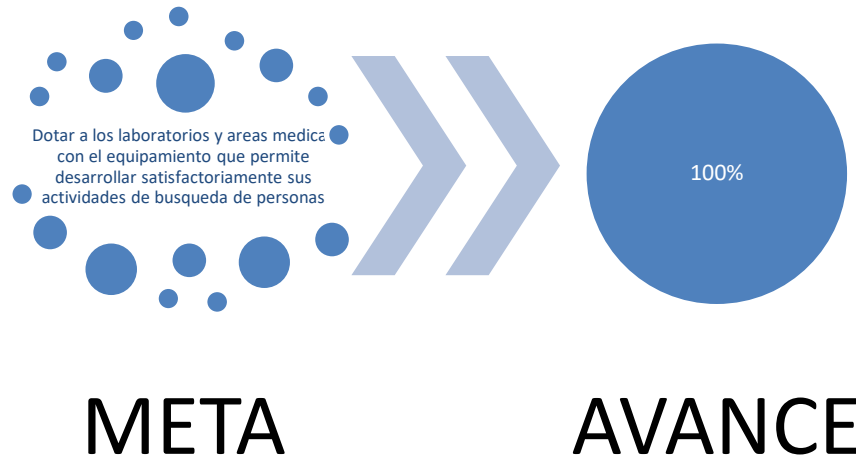 Dotar a los laboratorios y areas medica
con el equipamiento que permite
desarrollar satisfactoriamente sus
actividades de busqueda de personas
100%
META
AVANCE